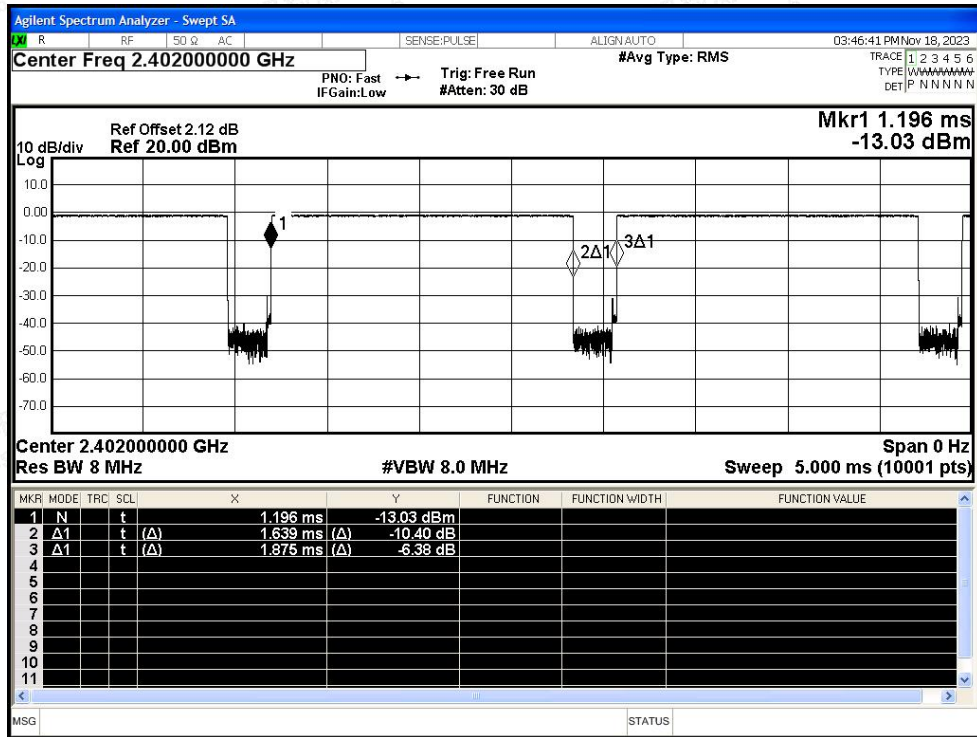 Agilent Spectrum Analyzer - Swept SA
LXI R RF 50 Ω AC SENSE:PULSE ALIGN AUTO 03:46:41 PM Nov 18, 2023
Center Freq 2.402000000 GHz #Avg Type: RMS TRACE 1 2 3 4 5 6
PNO: Fast Trig: Free Run TYPE WWWWWW
IFGain:Low #Atten: 30 dB DET P N N N N N
Mkr1 1.196 ms
Ref Offset 2.12 dB
10 dB/div Ref 20.00 dBm -13.03 dBm
Log
10.0
0.00
1
-10.0
2Δ1 3Δ1
-20.0
-30.0
-40.0
-50.0
-60.0
-70.0
Center 2.402000000 GHz Span 0 Hz
Res BW 8 MHz #VBW 8.0 MHz Sweep 5.000 ms (10001 pts)
MKR MODE TRC SCL X Y FUNCTION FUNCTION WIDTH FUNCTION VALUE
1 N t 1.196 ms -13.03 dBm
2 Δ1 t (Δ) 1.639 ms (Δ) -10.40 dB
3 Δ1 t (Δ) 1.875 ms (Δ) -6.38 dB
4
5
6
7
8
9
10
11
MSG STATUS